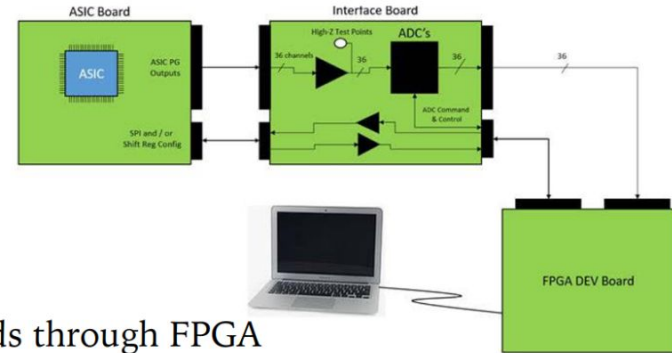 ASIC Board
Interface Board
High-Z Test Points
ADC's
ASIC PG
Outputs
36 channels
36
36
36
ASIC
ADC Command
& Control
SPI and / or
Shift Reg Config
FPGA DEV Board
through FPGA